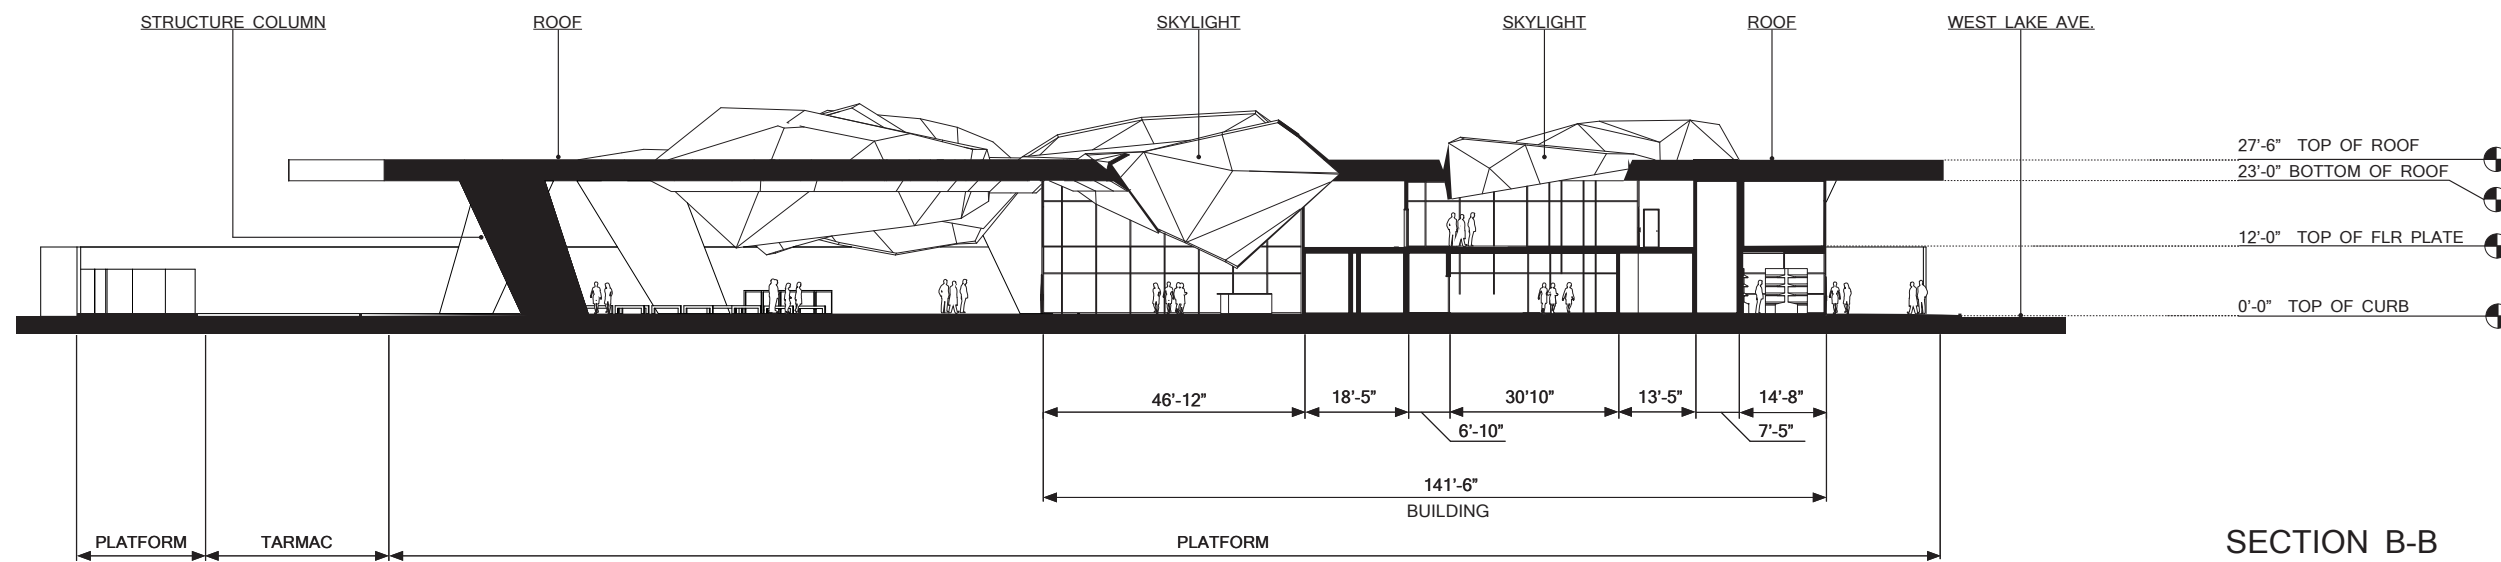 STRUCTURE COLUMN
ROOF
SKYLIGHT
SKYLIGHT
ROOF
WEST LAKE AVE.
27'-6" TOP OF ROOF
23'-0" BOTTOM OF ROOF
12'-0" TOP OF FLR PLATE
0'-0" TOP OF CURB
46'-12"
18'-5"
30'10"
13'-5"
14'-8"
6'-10"
7'-5"
141'-6"
BUILDING
PLATFORM
TARMAC
PLATFORM
SECTION B-B